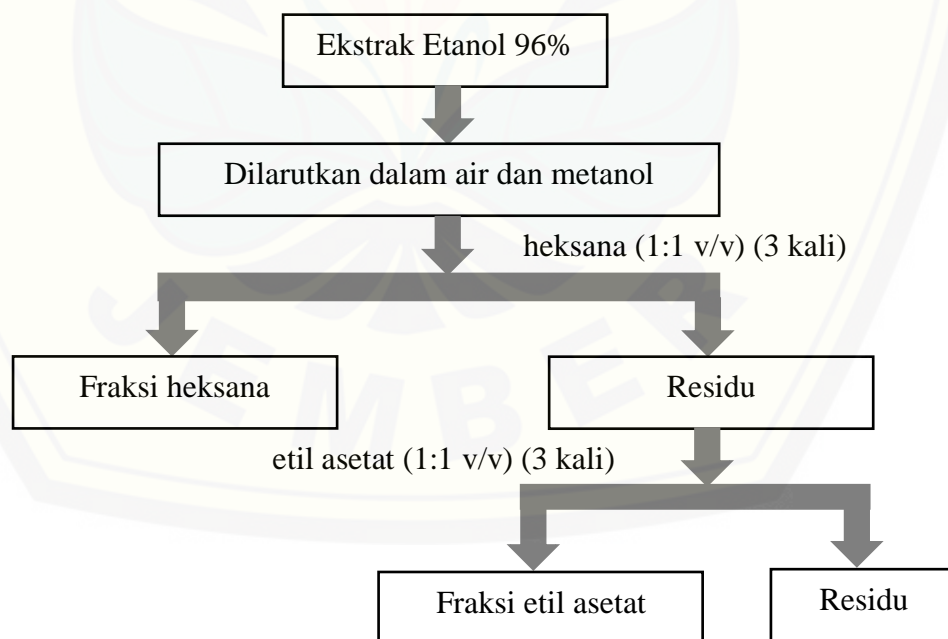 Ekstrak Etanol 96%
Dilarutkan dalam air dan metanol
heksana (1:1 v/v) (3 kali)
Fraksi heksana
Residu
etil asetat (1:1 v/v) (3 kali)
Fraksi etil asetat
Residu
JEMBER